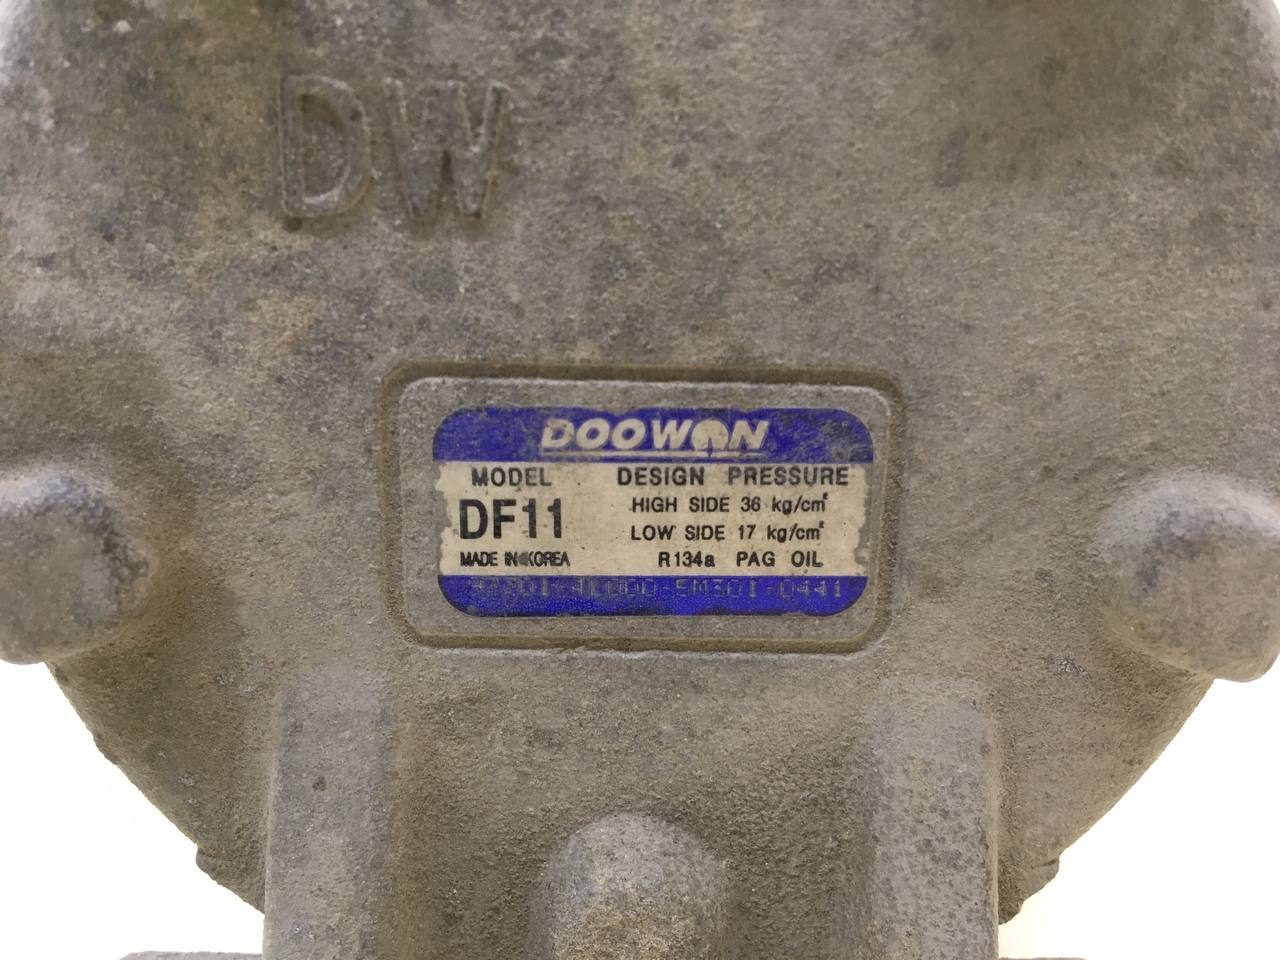 DW
DOOWON
MODEL DESIGN PRESSURE
DF11 HIGH SIDE 36 kg/cm²
LOW SIDE 17 kg/cm²
MADE IN KOREA R134a PAG OIL